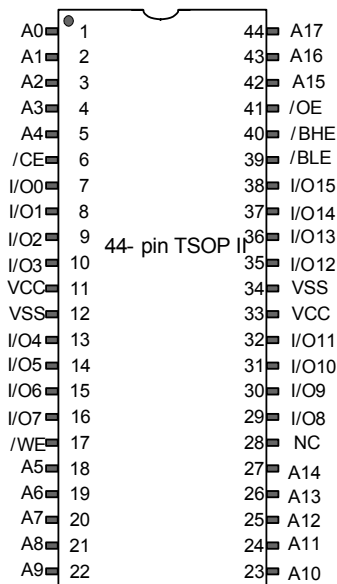 A0 1 44 A17
A1 2 43 A16
A2 3 42 A15
A3 4 41 /OE
A4 5 40 /BHE
/CE 6 39 /BLE
I/O0 7 38 I/O15
I/O1 8 37 I/O14
I/O2 9 36 I/O13
44- pin TSOP II
I/O3 10 35 I/O12
VCC 11 34 VSS
VSS 12 33 VCC
I/O4 13 32 I/O11
I/O5 14 31 I/O10
I/O6 15 30 I/O9
I/O7 16 29 I/O8
/WE 17 28 NC
A5 18 27 A14
A6 19 26 A13
A7 20 25 A12
A8 21 24 A11
A9 22 23 A10